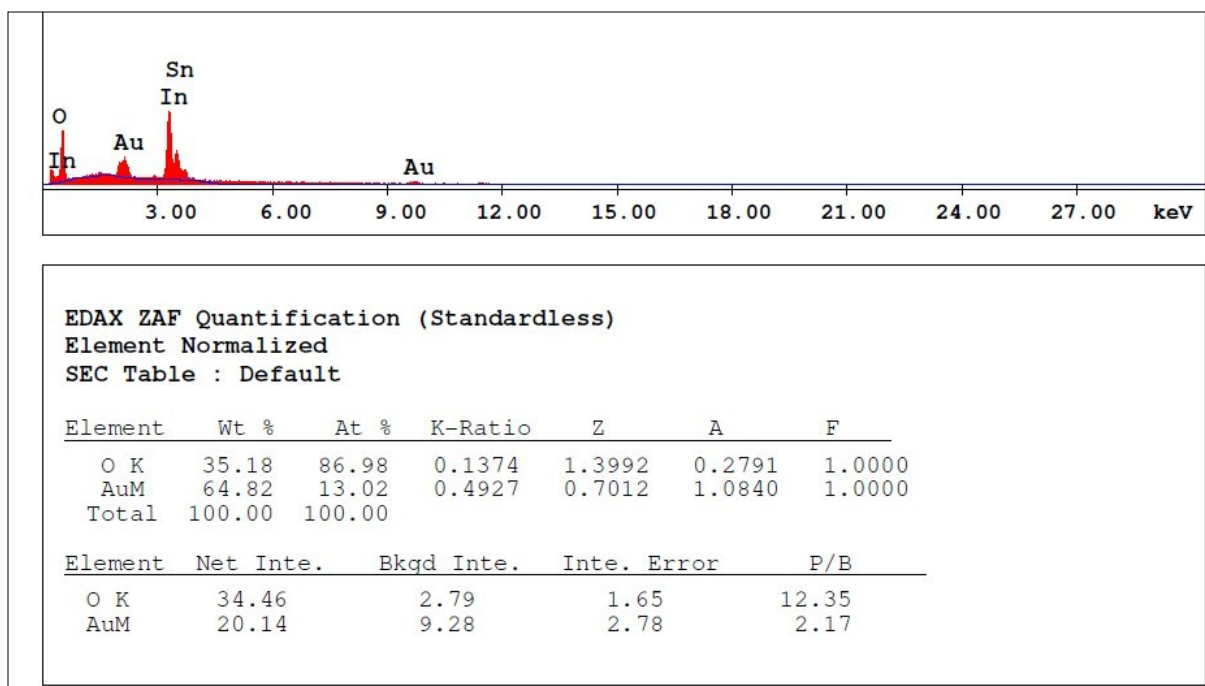 Sn
In
O
Au
In
Au
3.00 6.00 9.00 12.00 15.00 18.00 21.00 24.00 27.00 keV
EDAX ZAF Quantification (Standardless)
Element Normalized
SEC Table : Default
Element Wt % At % K-Ratio Z A F
O K 35.18 86.98 0.1374 1.3992 0.2791 1.0000
AuM 64.82 13.02 0.4927 0.7012 1.0840 1.0000
Total 100.00 100.00
Element Net Inte. Bkgd Inte. Inte. Error P/B
O K 34.46 2.79 1.65 12.35
AuM 20.14 9.28 2.78 2.17